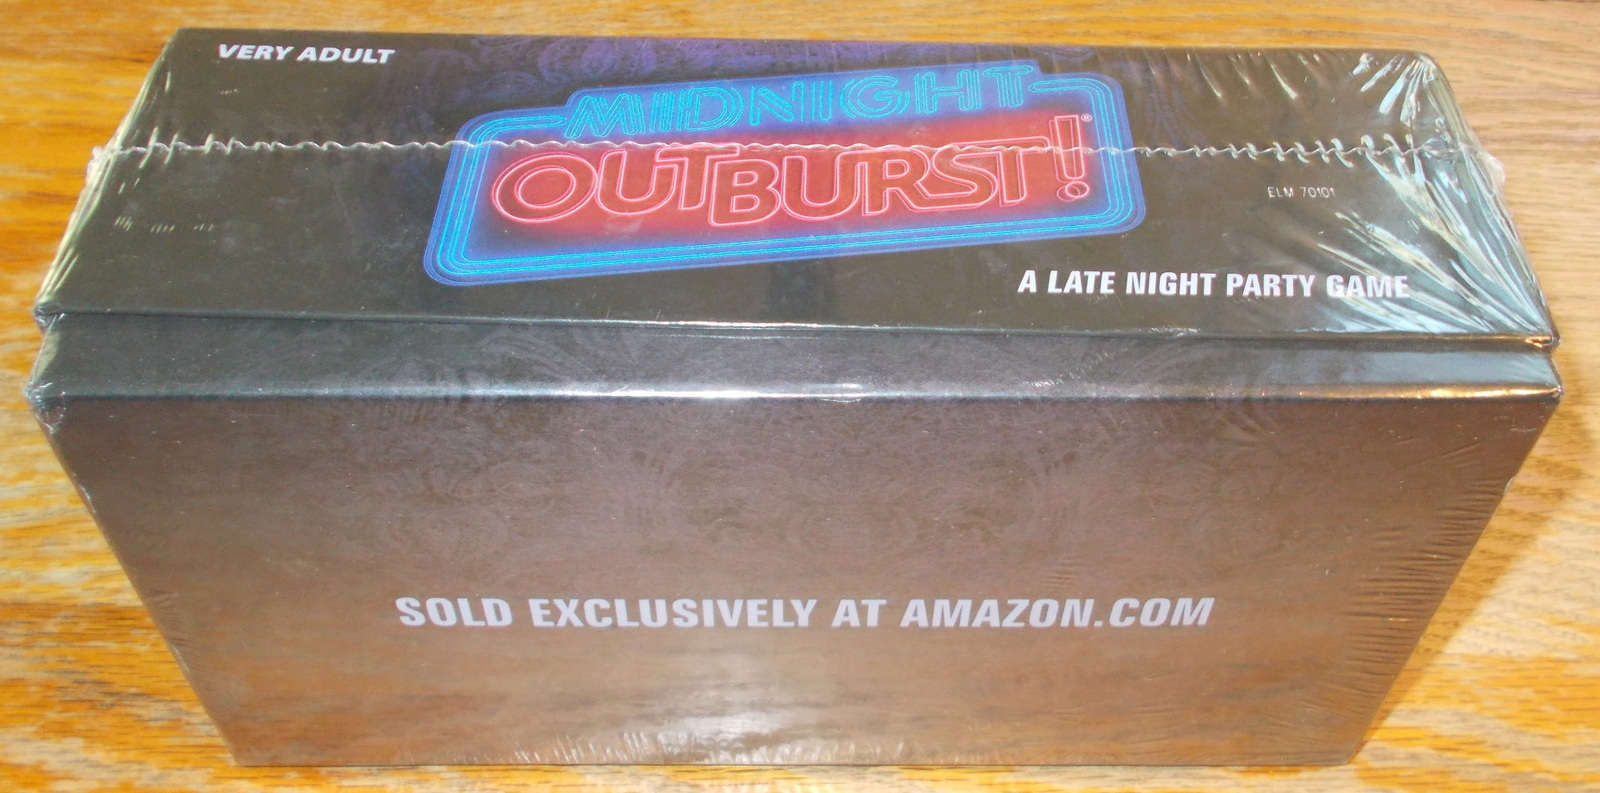 VERY ADULT
MIDNIGHT
OUTBURST!®
ELM 70101
A LATE NIGHT PARTY GAME
SOLD EXCLUSIVELY AT AMAZON.COM